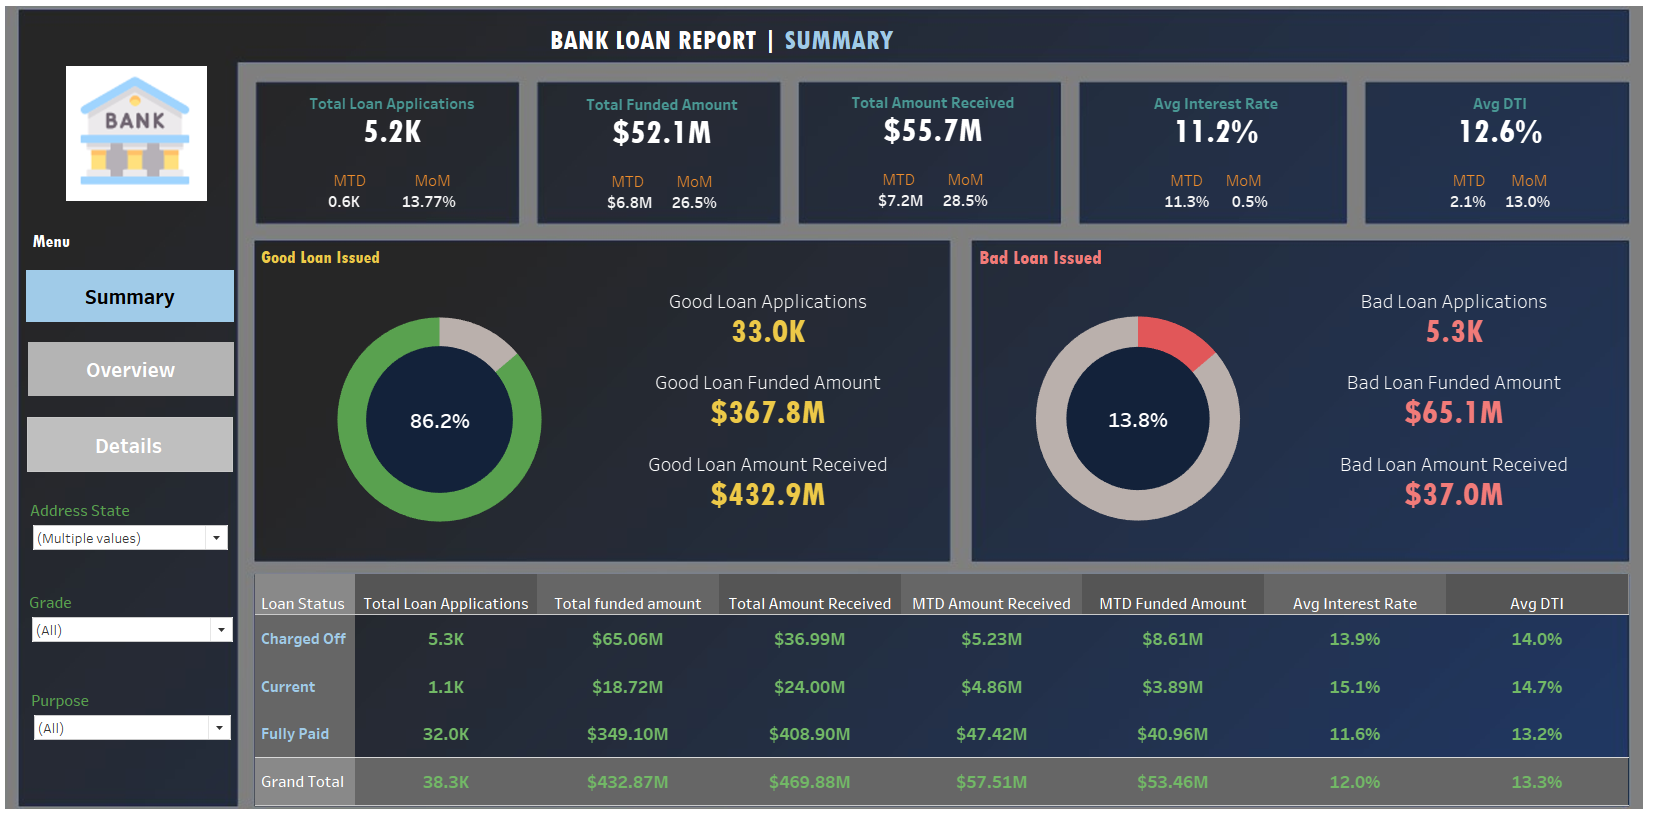 BANK LOAN REPORT | SUMMARY
BANK
Menu
Summary
Overview
Details
Address State
(Multiple values)
Grade
(All)
Purpose
(All)
Total Loan Applications
5.2K
MTD MoM
0.6K 13.77%
Total Funded Amount
$52.1M
MTD MoM
$6.8M 26.5%
Total Amount Received
$55.7M
MTD MoM
$7.2M 28.5%
Avg Interest Rate
11.2%
MTD MoM
11.3% 0.5%
Avg DTI
12.6%
MTD MoM
2.1% 13.0%
Good Loan Issued
86.2%
Good Loan Applications
33.0K
Good Loan Funded Amount
$367.8M
Good Loan Amount Received
$432.9M
Bad Loan Issued
13.8%
Bad Loan Applications
5.3K
Bad Loan Funded Amount
$65.1M
Bad Loan Amount Received
$37.0M
Loan Status Total Loan Applications Total funded amount Total Amount Received MTD Amount Received MTD Funded Amount Avg Interest Rate Avg DTI
Charged Off 5.3K $65.06M $36.99M $5.23M $8.61M 13.9% 14.0%
Current 1.1K $18.72M $24.00M $4.86M $3.89M 15.1% 14.7%
Fully Paid 32.0K $349.10M $408.90M $47.42M $40.96M 11.6% 13.2%
Grand Total 38.3K $432.87M $469.88M $57.51M $53.46M 12.0% 13.3%